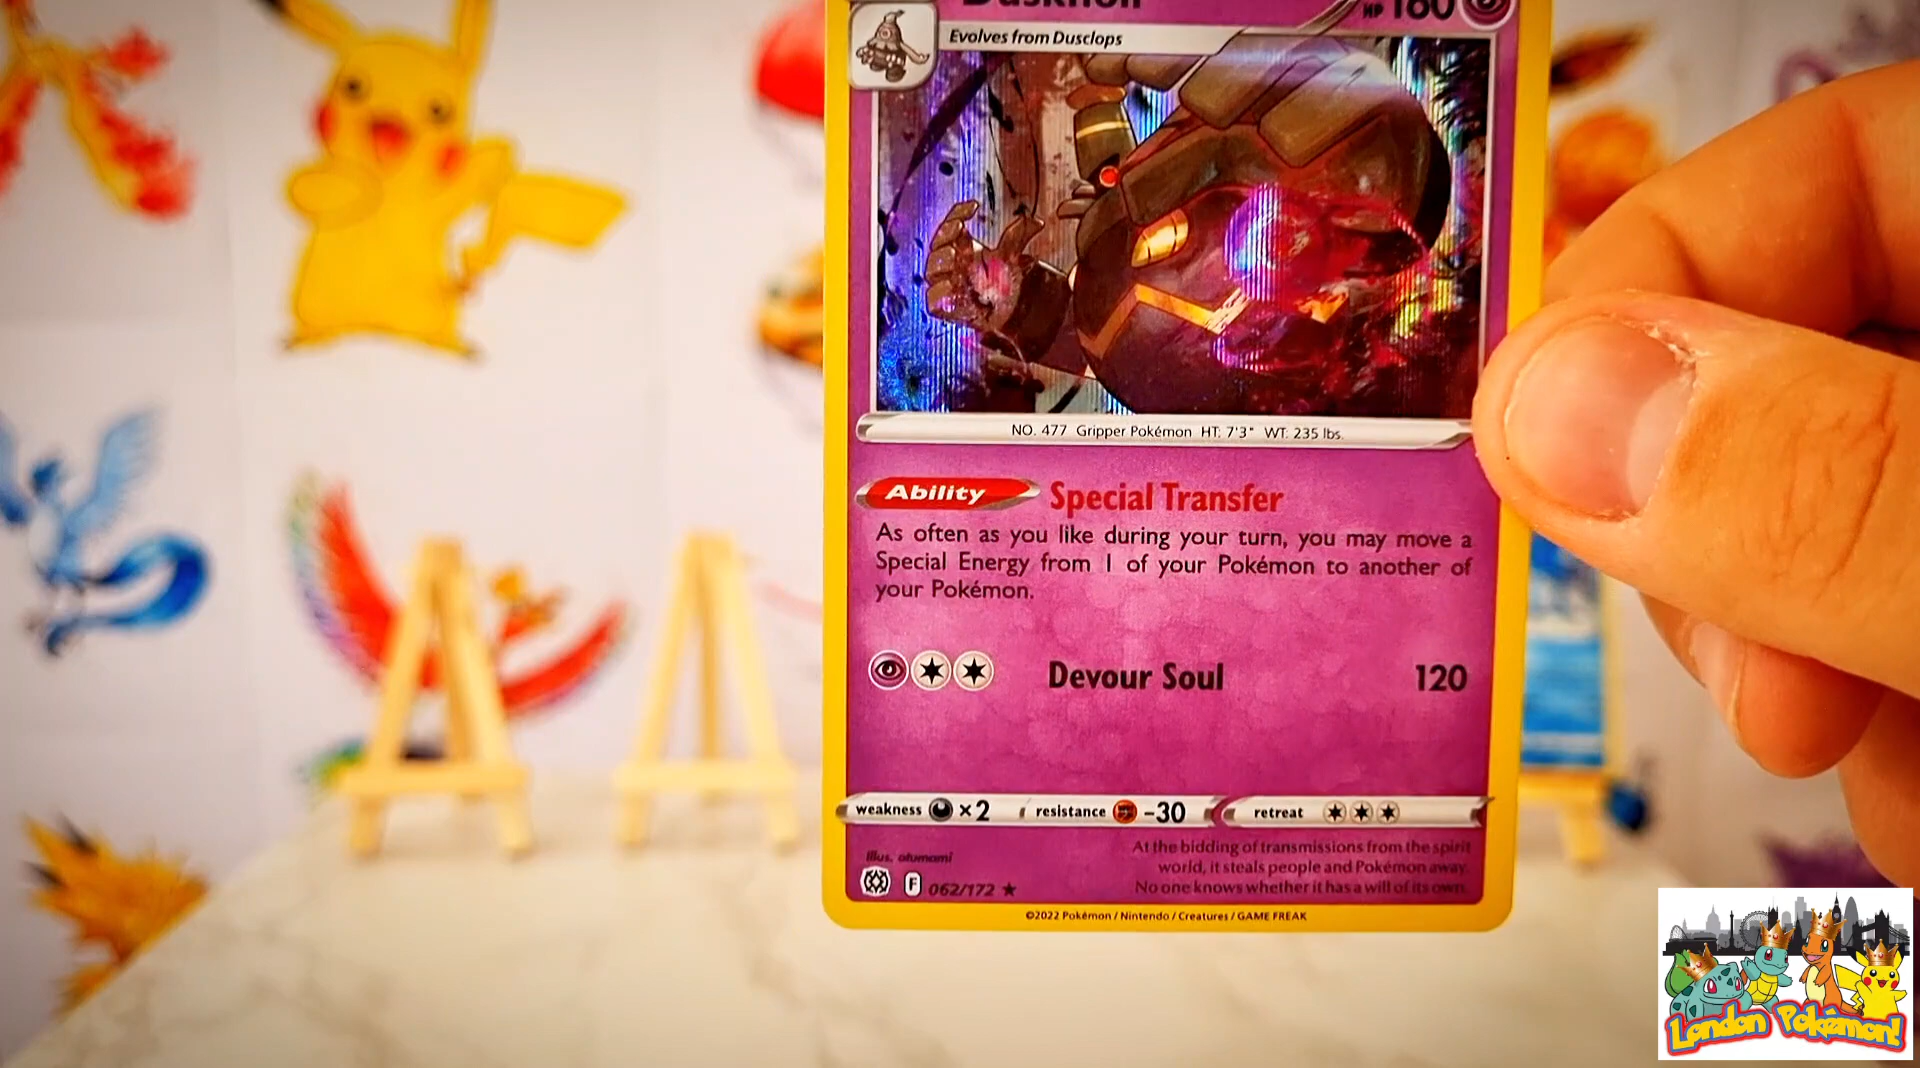 Dusknoir
HP 160
Evolves from Dusclops
NO. 477 Gripper Pokémon HT: 7'3" WT: 235 lbs.
Ability Special Transfer
As often as you like during your turn, you may move a
Special Energy from 1 of your Pokémon to another of
your Pokémon.
Devour Soul 120
weakness ×2 resistance -30 retreat
Illus. otumami
At the bidding of transmissions from the spirit
world, it steals people and Pokémon away.
No one knows whether it has a will of its own.
F 062/172 ★
©2022 Pokémon / Nintendo / Creatures / GAME FREAK
London Pokémont